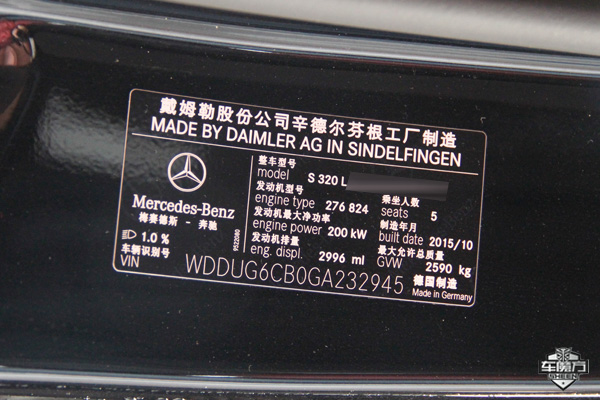 戴姆勒股份公司辛德尔芬根工厂制造
MADE BY DAIMLER AG IN SINDELFINGEN
整车型号
model S 320 L
乘坐人数
seats 5
发动机型号
engine type 276 824
制造年月
built date 2015/10
发动机最大净功率
engine power 200 kW
最大允许总质量
GVW 2590 kg
发动机排量
eng. displ. 2996 ml
Mercedes-Benz
梅赛德斯 - 奔驰
1.0 %
车辆识别号
VIN WDDUG6CB0GA232945
德国制造
Made in Germany
车魔方